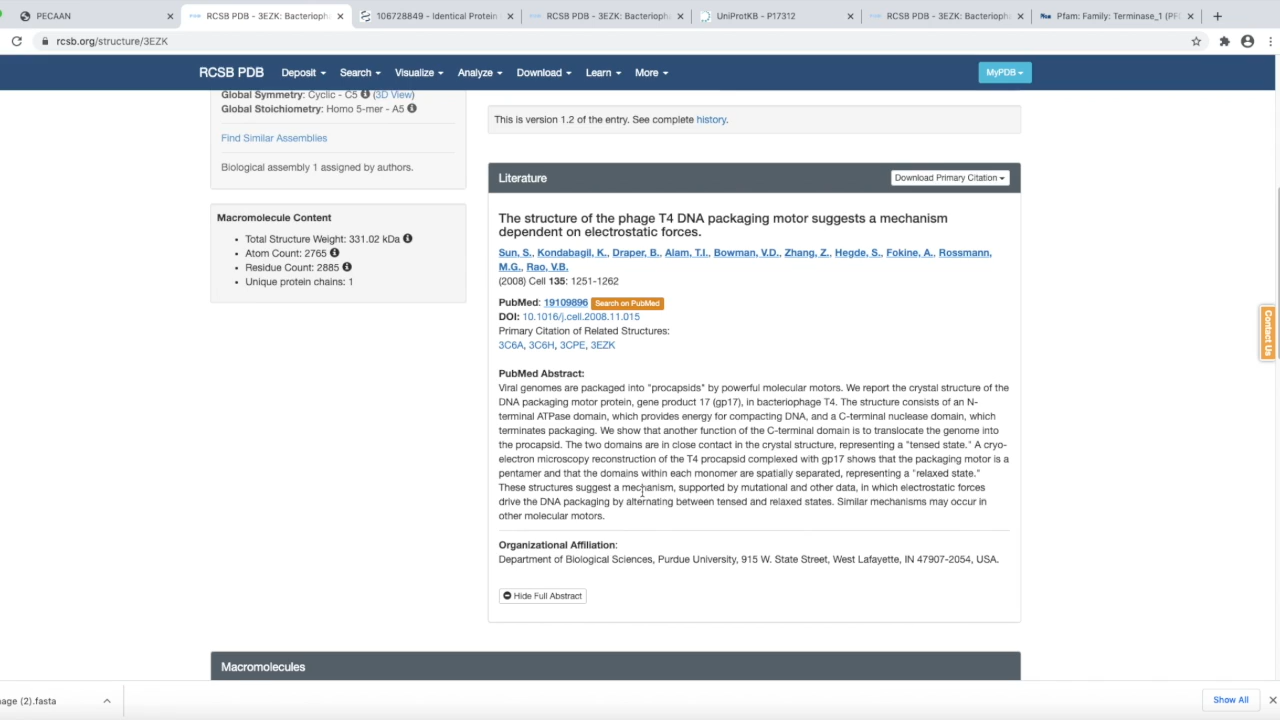 PECAAN
RCSB PDB - 3EZK: Bacterioph
106728849 - Identical Protein
RCSB PDB - 3EZK: Bacterioph
UniProtKB - P17312
RCSB PDB - 3EZK: Bacterioph
Pfam: Family: Terminase_1 (PF
rcsb.org/structure/3EZK
RCSB PDB Deposit Search Visualize Analyze Download Learn More MyPDB
Global Symmetry: Cyclic - C5 (3D View)
Global Stoichiometry: Homo 5-mer - A5
Find Similar Assemblies
Biological assembly 1 assigned by authors.
Macromolecule Content
• Total Structure Weight: 331.02 kDa
• Atom Count: 2765
• Residue Count: 2885
• Unique protein chains: 1
This is version 1.2 of the entry. See complete history.
Literature
Download Primary Citation
The structure of the phage T4 DNA packaging motor suggests a mechanism
dependent on electrostatic forces.
Sun, S., Kondabagil, K., Draper, B., Alam, T.I., Bowman, V.D., Zhang, Z., Hegde, S., Fokine, A., Rossmann,
M.G., Rao, V.B.
(2008) Cell 135: 1251-1262
PubMed: 19109896 Search on PubMed
DOI: 10.1016/j.cell.2008.11.015
Primary Citation of Related Structures:
3C6A, 3C6H, 3CPE, 3EZK
PubMed Abstract:
Viral genomes are packaged into "procapsids" by powerful molecular motors. We report the crystal structure of the
DNA packaging motor protein, gene product 17 (gp17), in bacteriophage T4. The structure consists of an N-
terminal ATPase domain, which provides energy for compacting DNA, and a C-terminal nuclease domain, which
terminates packaging. We show that another function of the C-terminal domain is to translocate the genome into
the procapsid. The two domains are in close contact in the crystal structure, representing a "tensed state." A cryo-
electron microscopy reconstruction of the T4 procapsid complexed with gp17 shows that the packaging motor is a
pentamer and that the domains within each monomer are spatially separated, representing a "relaxed state."
These structures suggest a mechanism, supported by mutational and other data, in which electrostatic forces
drive the DNA packaging by alternating between tensed and relaxed states. Similar mechanisms may occur in
other molecular motors.
Organizational Affiliation:
Department of Biological Sciences, Purdue University, 915 W. State Street, West Lafayette, IN 47907-2054, USA.
Hide Full Abstract
Contact Us
Macromolecules
nage (2).fasta
Show All